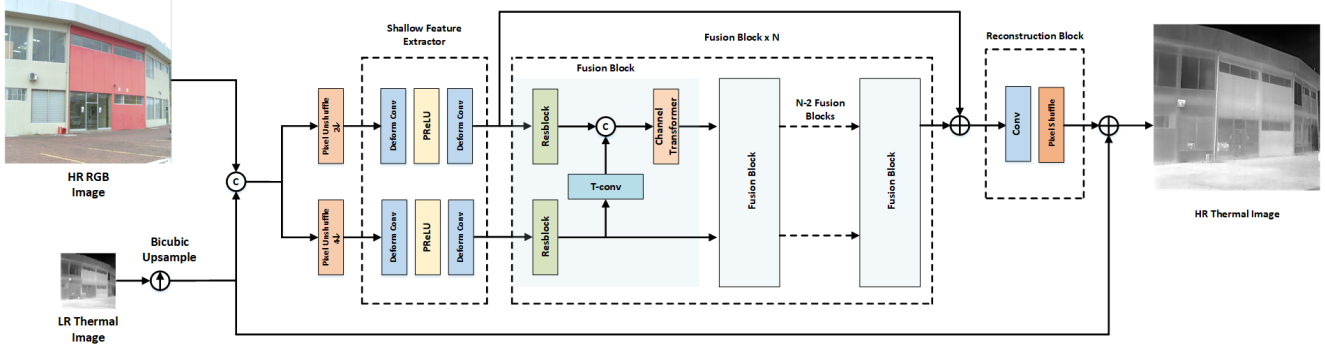 HR RGB
Image
LR Thermal
Image
Bicubic
Upsample
C
Pixel Unshuffle
2↓
Pixel Unshuffle
4↓
Shallow Feature
Extractor
Deform Conv
PReLU
Deform Conv
Deform Conv
PReLU
Deform Conv
Fusion Block x N
Fusion Block
Resblock
C
Channel
Transformer
T-conv
Resblock
Fusion Block
N-2 Fusion
Blocks
Fusion Block
Reconstruction Block
Conv
Pixel Shuffle
HR Thermal Image